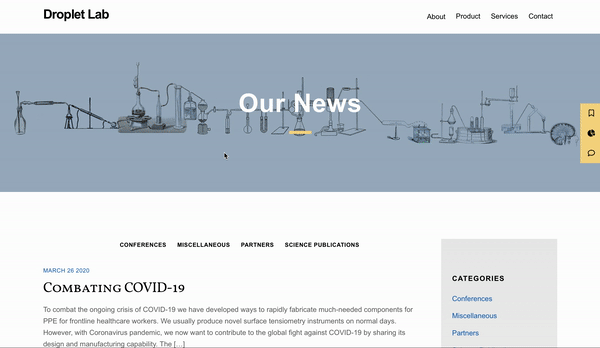 Droplet Lab
About Product Services Contact
Our News
CONFERENCES MISCELLANEOUS PARTNERS SCIENCE PUBLICATIONS
MARCH 26 2020
Combating COVID-19
To combat the ongoing crisis of COVID-19 we have developed ways to rapidly fabricate much-needed components for
PPE for frontline healthcare workers. We usually produce novel surface tensiometry instruments on normal days.
However, with Coronavirus pandemic, we now want to contribute to the global fight against COVID-19 by sharing its
design and manufacturing capability. The […]
CATEGORIES
Conferences
Miscellaneous
Partners